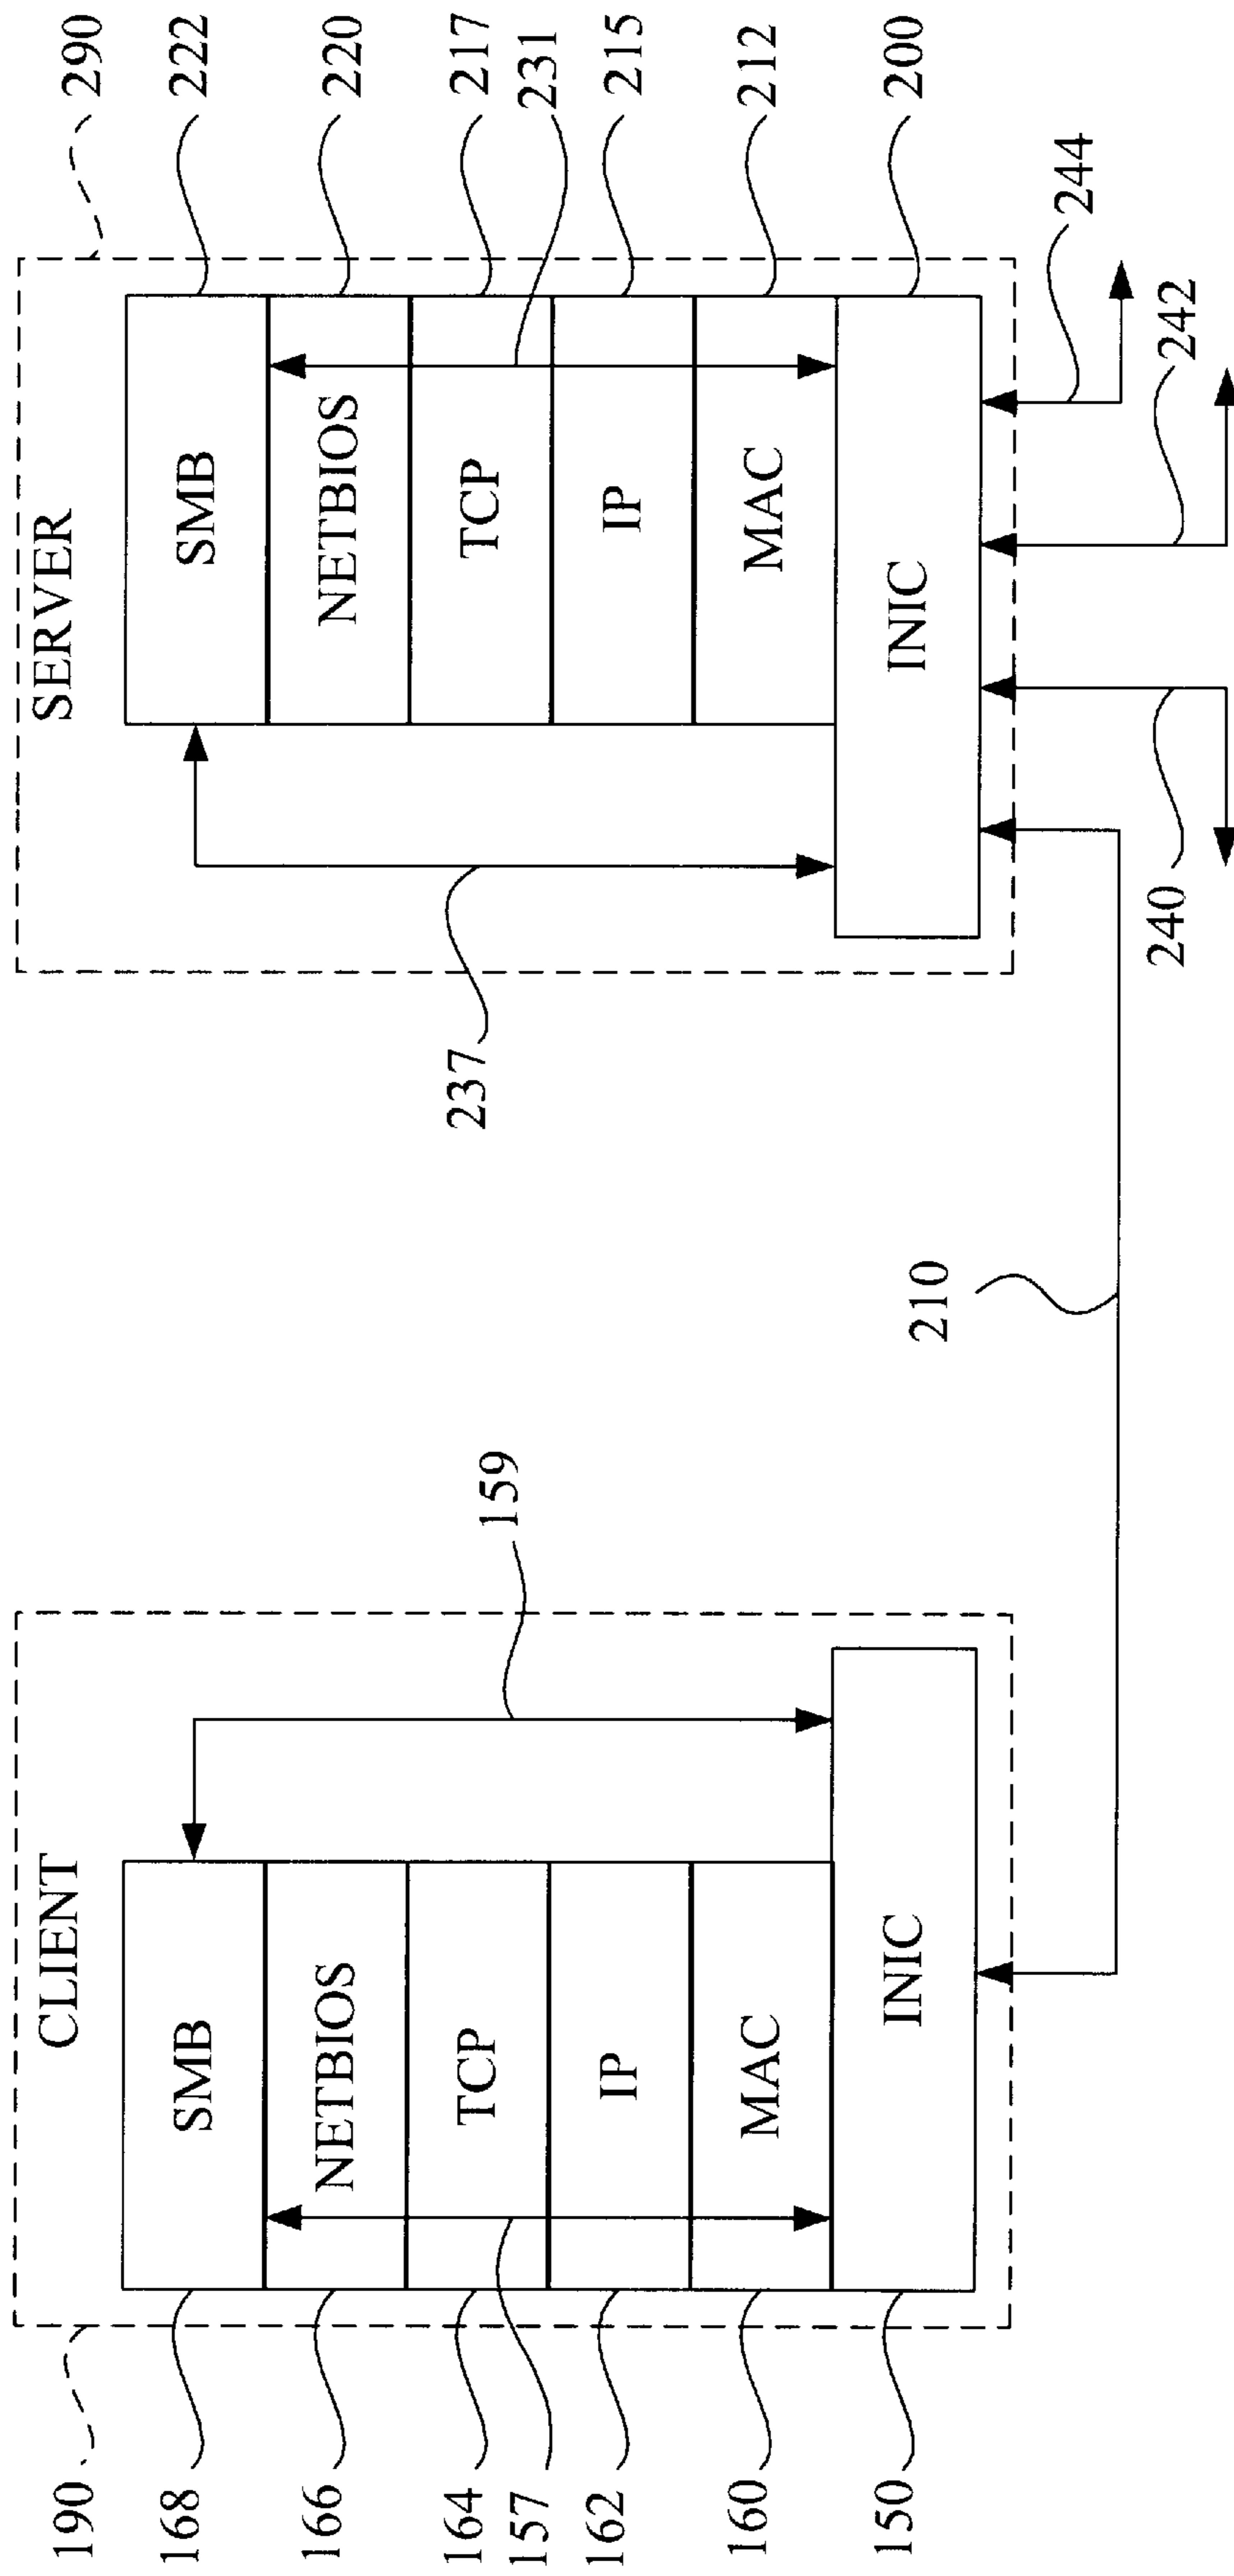 CLIENT
190
168
SMB
166
NETBIOS
164
TCP
157
162
IP
160
MAC
150
INIC
159
210
SERVER
290
SMB
222
NETBIOS
220
TCP
217
231
IP
215
MAC
212
INIC
200
237
240
242
244